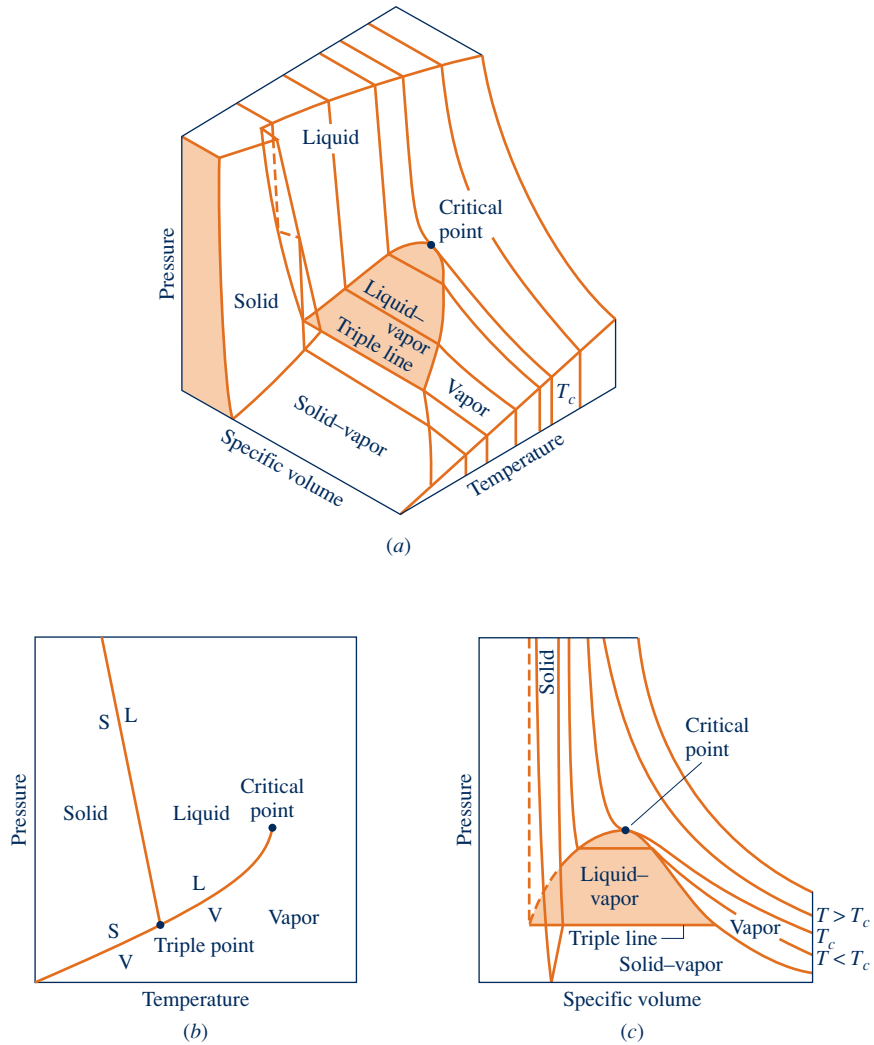 Liquid
Critical
point
Pressure
Solid
Liquid–
vapor
Triple line
Vapor
T_c
Solid–vapor
Specific volume
Temperature
(a)
Pressure
S
L
Solid
Liquid
Critical
point
L
V
S
V
Triple point
Vapor
Temperature
(b)
Pressure
Solid
Critical
point
Liquid–
vapor
Triple line
Vapor
Solid–vapor
T > T_c
T_c
T < T_c
Specific volume
(c)